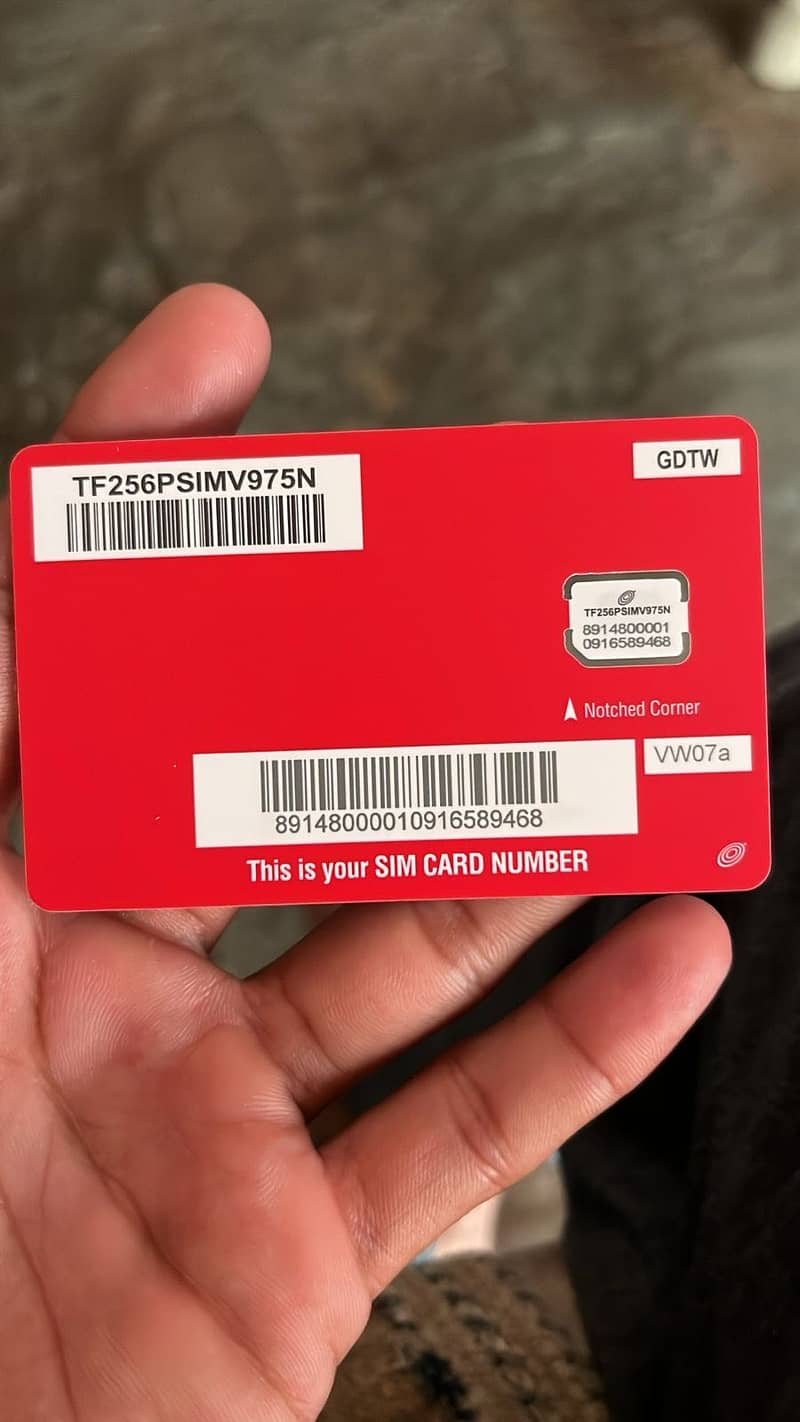 TF256PSIMV975N
GDTW
TF256PSIMV975N
8914800001
0916589468
Notched Corner
VW07a
89148000010916589468
This is your SIM CARD NUMBER